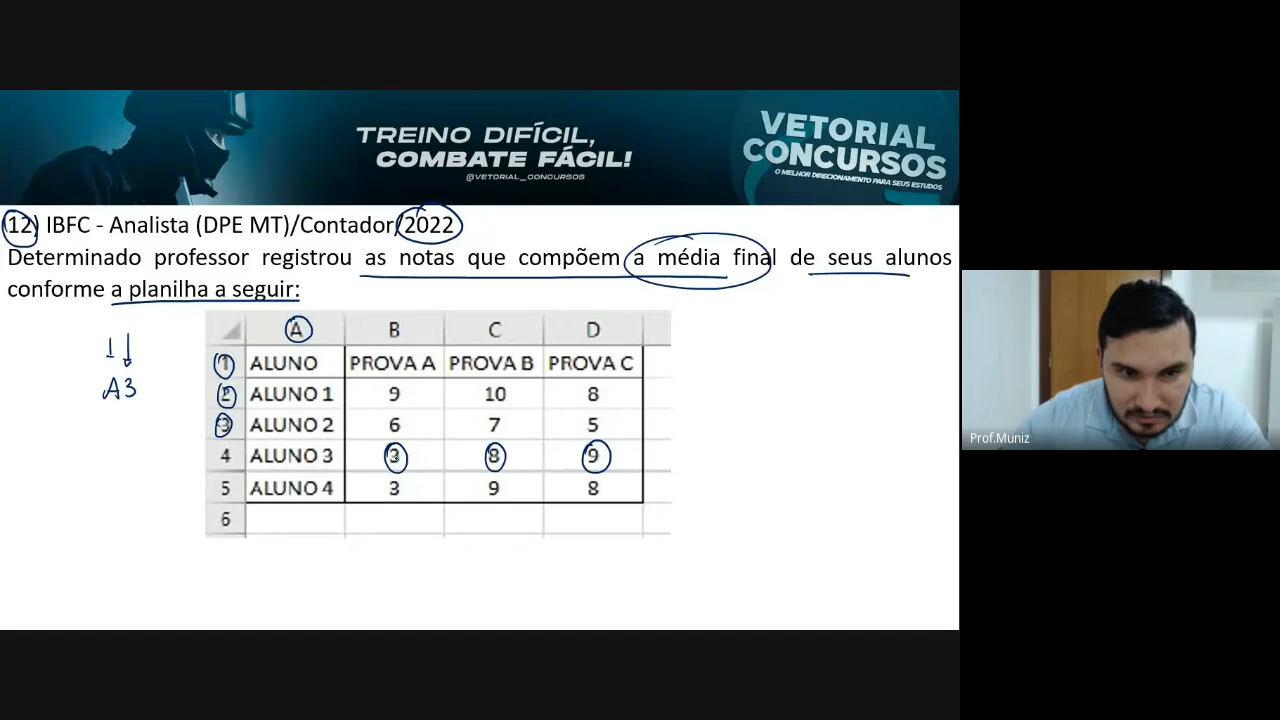 TREINO DIFÍCIL,
COMBATE FÁCIL!
@VETORIAL_CONCURSOS
VETORIAL
CONCURSOS
O MELHOR DIRECIONAMENTO PARA SEUS ESTUDOS
12) IBFC - Analista (DPE MT)/Contador/2022
Determinado professor registrou as notas que compõem a média final de seus alunos
conforme a planilha a seguir:
A B C D
1 ALUNO PROVA A PROVA B PROVA C
2 ALUNO 1 9 10 8
3 ALUNO 2 6 7 5
4 ALUNO 3 3 8 9
5 ALUNO 4 3 9 8
6
A3
Prof.Muniz